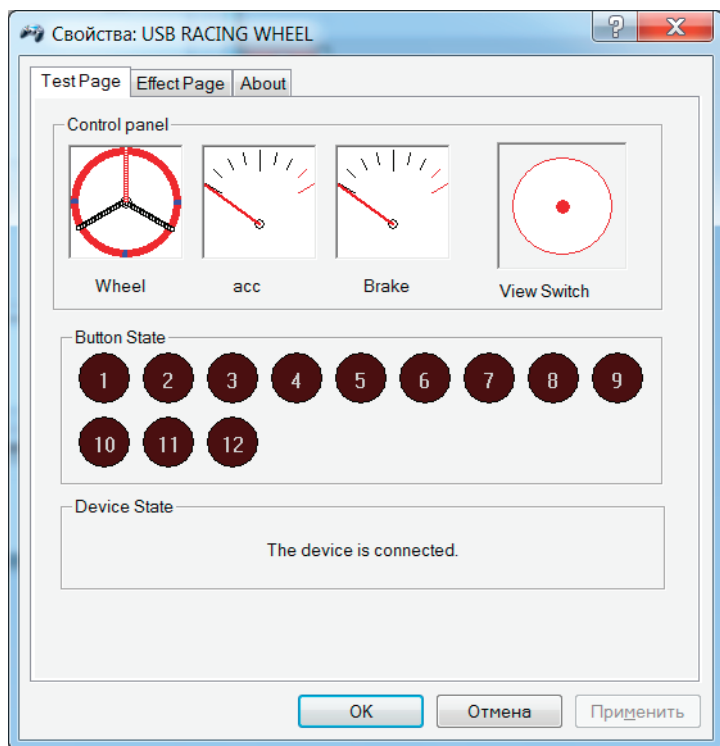 Свойства: USB RACING WHEEL
Test Page Effect Page About
Control panel
Wheel acc Brake View Switch
Button State
1 2 3 4 5 6 7 8 9
10 11 12
Device State
The device is connected.
OK Отмена Применить